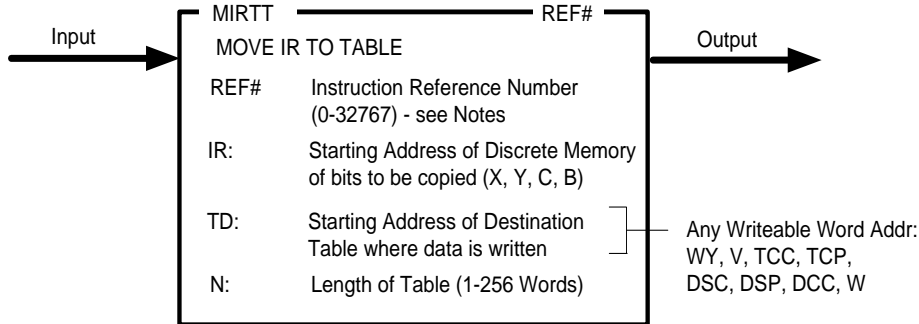 MIRTT REF#
Input
MOVE IR TO TABLE
Output
REF# Instruction Reference Number
(0-32767) - see Notes
IR: Starting Address of Discrete Memory
of bits to be copied (X, Y, C, B)
TD: Starting Address of Destination
Table where data is written
Any Writeable Word Addr:
WY, V, TCC, TCP,
DSC, DSP, DCC, W
N: Length of Table (1-256 Words)